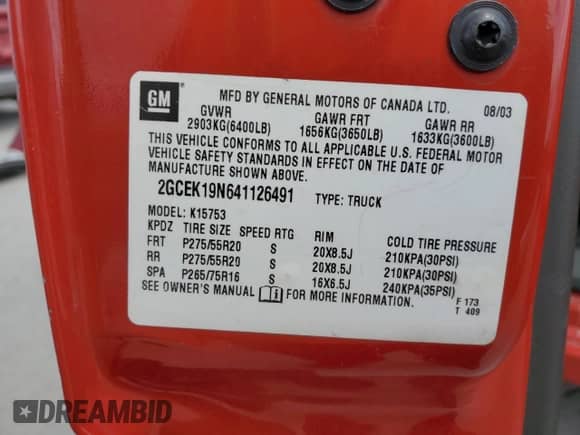 GM
MFD BY GENERAL MOTORS OF CANADA LTD. 08/03
GVWR GAWR FRT GAWR RR
2903KG(6400LB) 1656KG(3650LB) 1633KG(3600LB)
THIS VEHICLE CONFORMS TO ALL APPLICABLE U.S. FEDERAL MOTOR
VEHICLE SAFETY STANDARDS IN EFFECT ON THE DATE OF
MANUFACTURE SHOWN ABOVE.
2GCEK19N641126491 TYPE: TRUCK
MODEL: K15753
KPDZ TIRE SIZE SPEED RTG RIM COLD TIRE PRESSURE
FRT P275/55R20 S 20X8.5J 210KPA(30PSI)
RR P275/55R20 S 20X8.5J 210KPA(30PSI)
SPA P265/75R16 S 16X6.5J 240KPA(35PSI)
SEE OWNER'S MANUAL FOR MORE INFORMATION.
F 173
T 409
DREAMBID